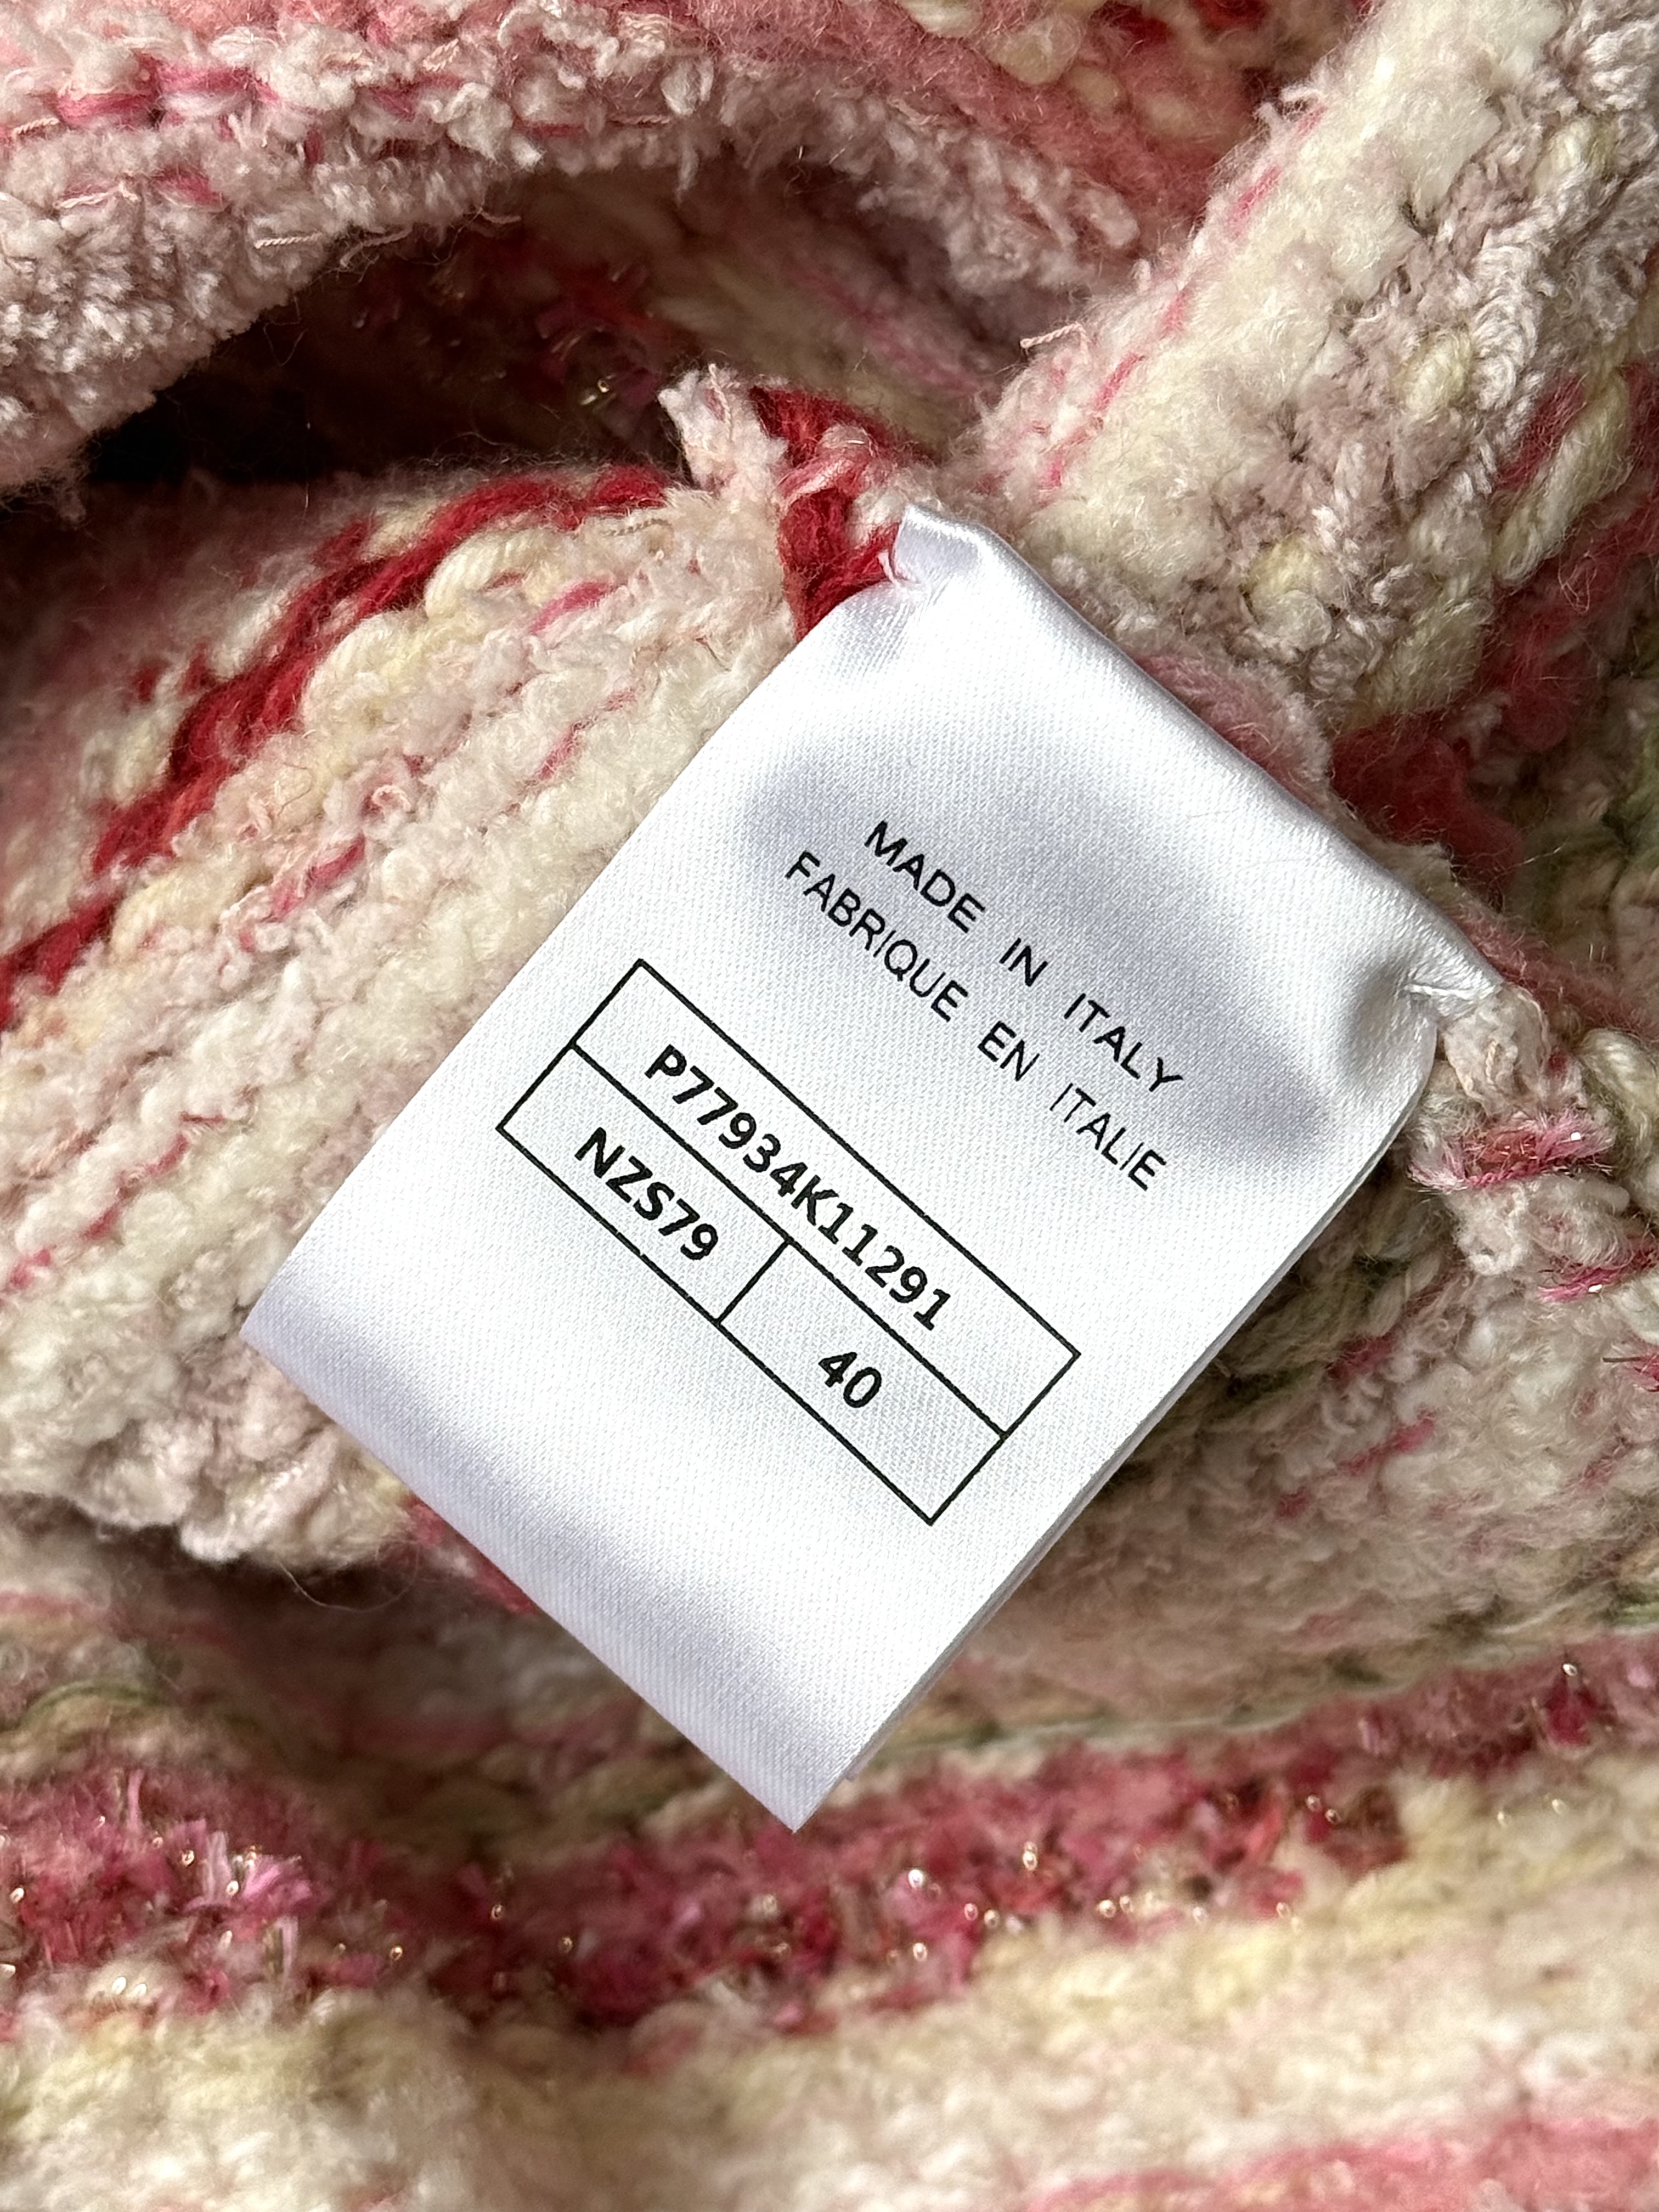 MADE IN ITALY
FABRIQUE EN ITALIE
P77934K11291
NZS79 40